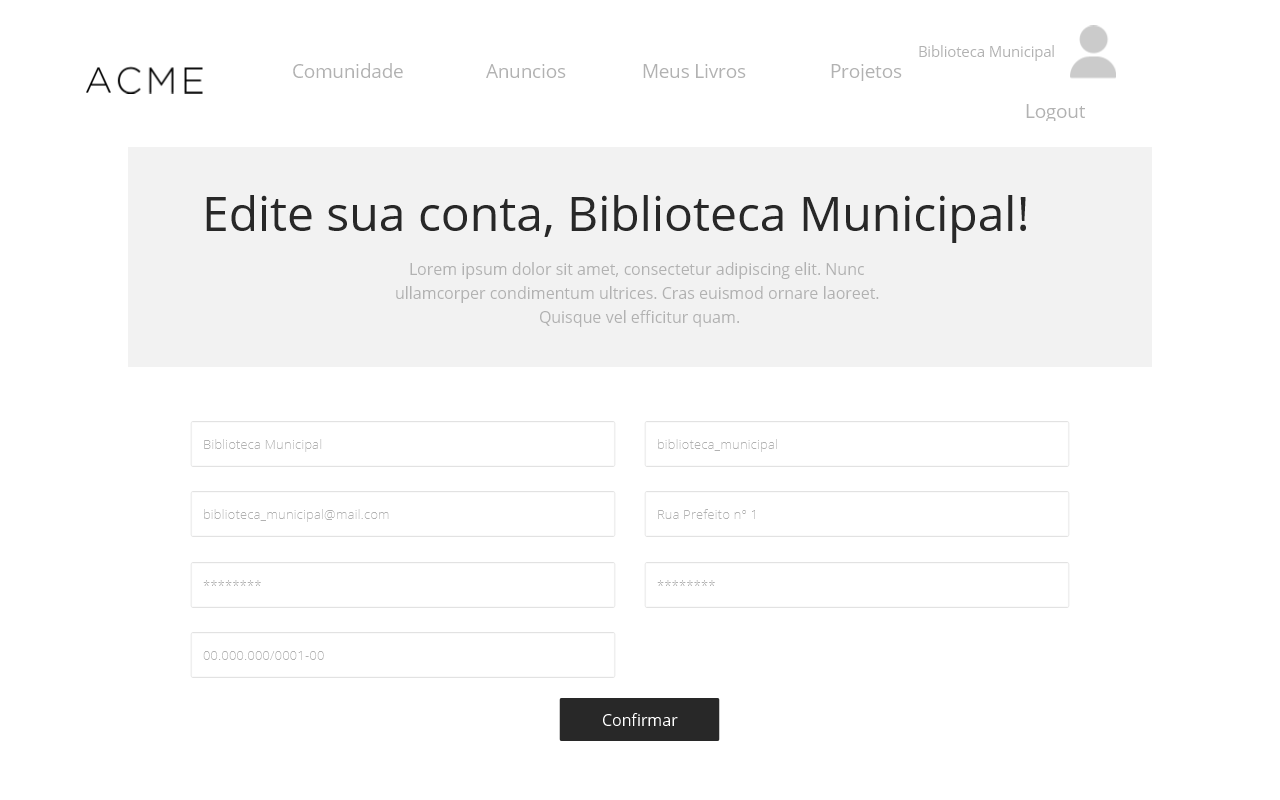 ACME
Comunidade
Anuncios
Meus Livros
Projetos
Biblioteca Municipal
Logout
Edite sua conta, Biblioteca Municipal!
Lorem ipsum dolor sit amet, consectetur adipiscing elit. Nunc
ullamcorper condimentum ultrices. Cras euismod ornare laoreet.
Quisque vel efficitur quam.
Biblioteca Municipal
biblioteca_municipal
biblioteca_municipal@mail.com
Rua Prefeito nº 1
********
********
00.000.000/0001-00
Confirmar